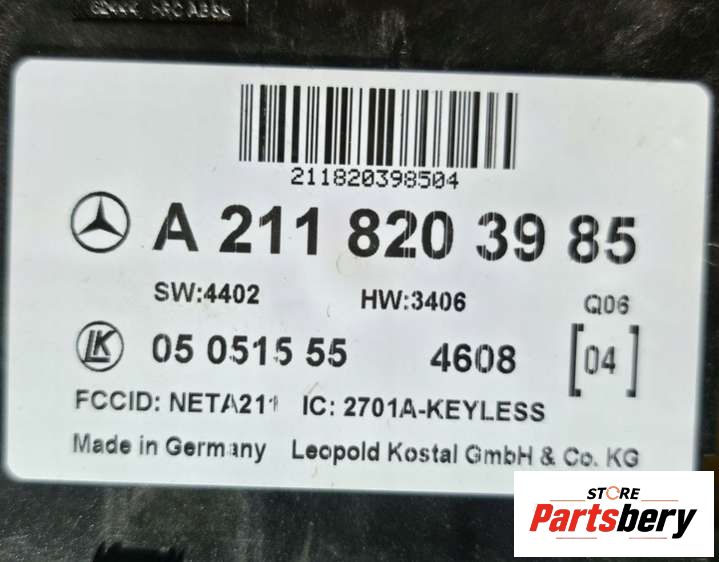 211820398504
A 211 820 39 85
SW:4402 HW:3406 Q06
LK 05 0515 55 4608 [04]
FCCID: NETA211 IC: 2701A-KEYLESS
Made in Germany Leopold Kostal GmbH & Co. KG
STORE
Partsbery